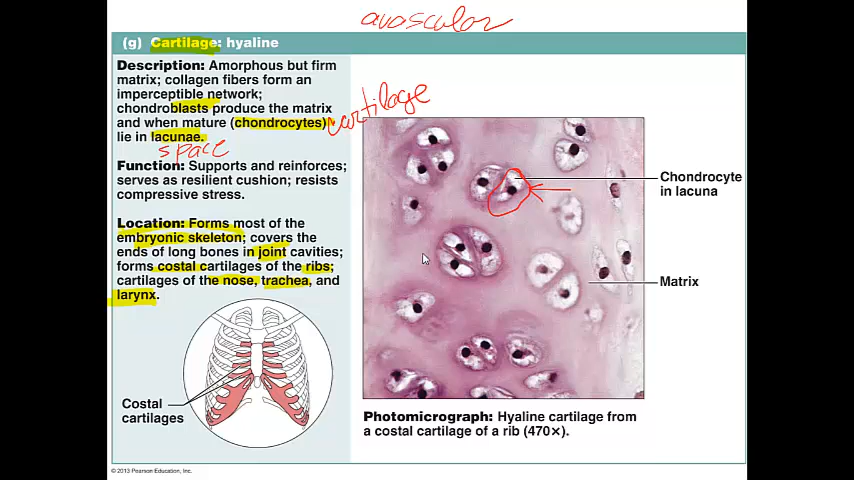 avascular
(g) Cartilage: hyaline
Description: Amorphous but firm
matrix; collagen fibers form an
imperceptible network;
chondroblasts produce the matrix
and when mature (chondrocytes)
lie in lacunae.
cartilage
space
Function: Supports and reinforces;
serves as resilient cushion; resists
compressive stress.
Location: Forms most of the
embryonic skeleton; covers the
ends of long bones in joint cavities;
forms costal cartilages of the ribs;
cartilages of the nose, trachea, and
larynx.
Costal
cartilages
Chondrocyte
in lacuna
Matrix
Photomicrograph: Hyaline cartilage from
a costal cartilage of a rib (470×).
© 2013 Pearson Education, Inc.